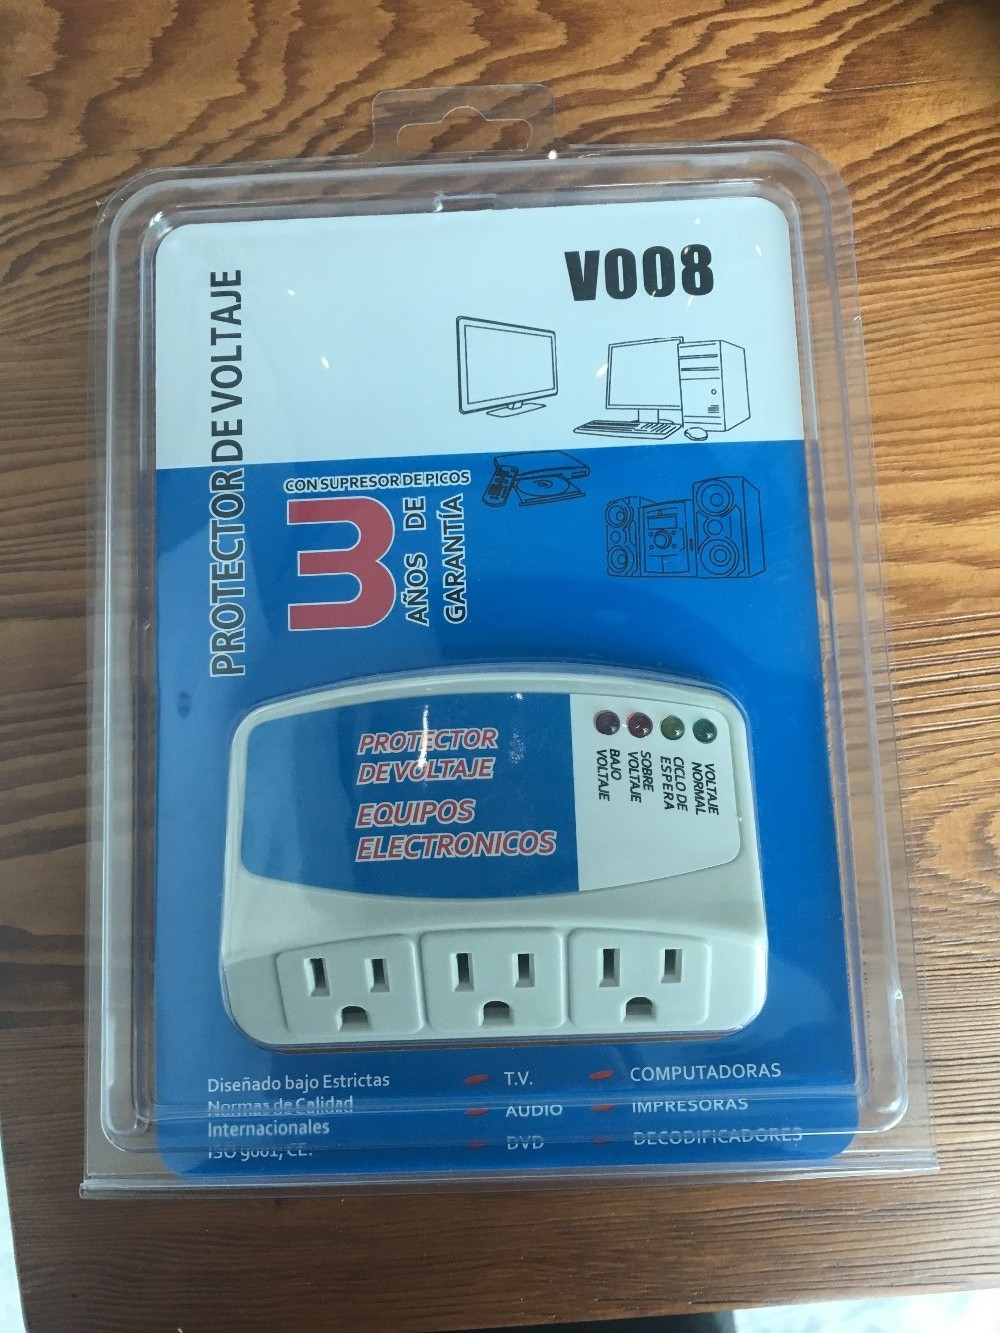 V008
PROTECTOR DE VOLTAJE
CON SUPRESOR DE PICOS
3
AÑOS DE
GARANTÍA
PROTECTOR
DE VOLTAJE
EQUIPOS
ELECTRONICOS
VOLTAJE
NORMAL
CICLO DE
ESPERA
SOBRE
VOLTAJE
BAJO
VOLTAJE
Diseñado bajo Estrictas
Normas de Calidad
Internacionales
ISO 9001, CE.
T.V.
AUDIO
DVD
COMPUTADORAS
IMPRESORAS
DECODIFICADORES